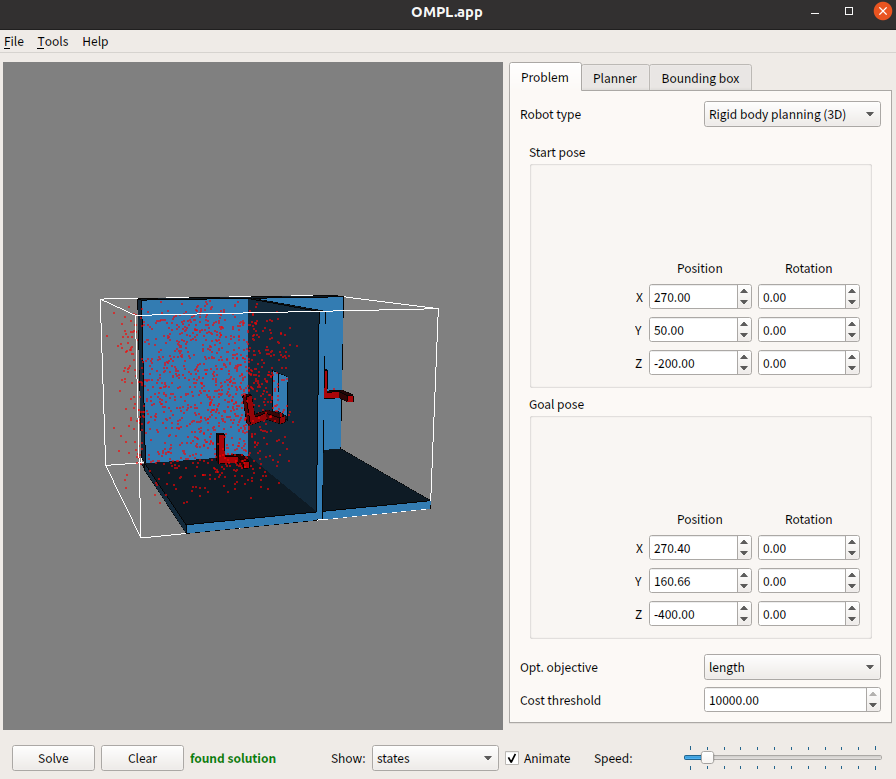 OMPL.app
File Tools Help
Problem Planner Bounding box
Robot type Rigid body planning (3D)
Start pose
Position Rotation
X 270.00 0.00
Y 50.00 0.00
Z -200.00 0.00
Goal pose
Position Rotation
X 270.40 0.00
Y 160.66 0.00
Z -400.00 0.00
Opt. objective length
Cost threshold 10000.00
Solve Clear found solution Show: states Animate Speed: